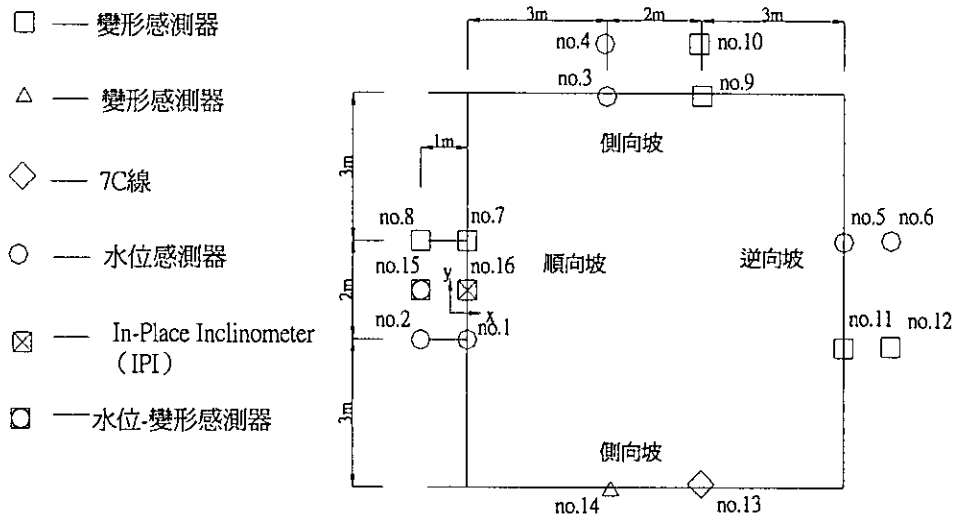 變形感測器
變形感測器
7C線
水位感測器
In-Place Inclinometer
（IPI）
水位-變形感測器
3m
2m
3m
no.4
no.10
no.3
no.9
側向坡
3m
1m
no.8
no.7
no.5
no.6
no.15
no.16
順向坡
逆向坡
y
x
2m
no.2
no.1
no.11
no.12
3m
側向坡
no.14
no.13